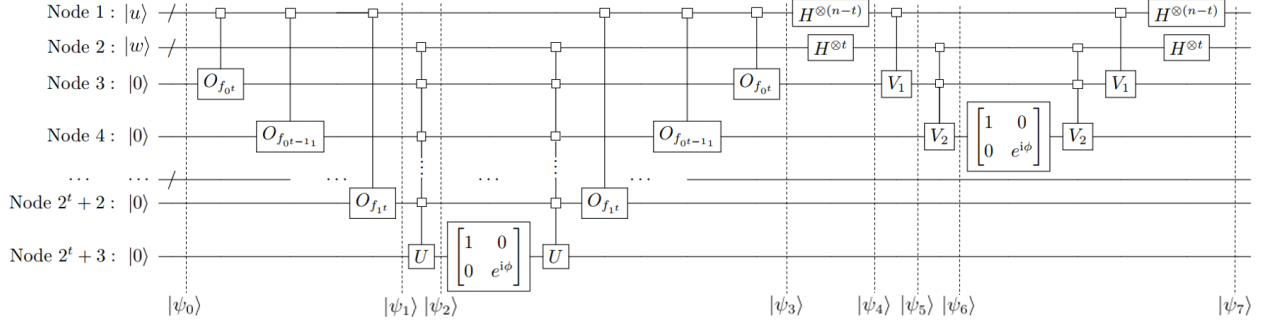 Node 1 : |u⟩ H^{⊗(n−t)} H^{⊗(n−t)}
Node 2 : |w⟩ H^{⊗t} H^{⊗t}
Node 3 : |0⟩ O_{f_{0^t}} O_{f_{0^t}} V_1 V_1
Node 4 : |0⟩ O_{f_{0^{t−1}1}} O_{f_{0^{t−1}1}} V_2 [1 0; 0 e^{iϕ}] V_2
... ... ... ⋮ ... ⋮ ...
Node 2^t + 2 : |0⟩ O_{f_{1^t}} O_{f_{1^t}}
Node 2^t + 3 : |0⟩ U [1 0; 0 e^{iϕ}] U
|ψ_0⟩ |ψ_1⟩ |ψ_2⟩ |ψ_3⟩ |ψ_4⟩ |ψ_5⟩ |ψ_6⟩ |ψ_7⟩